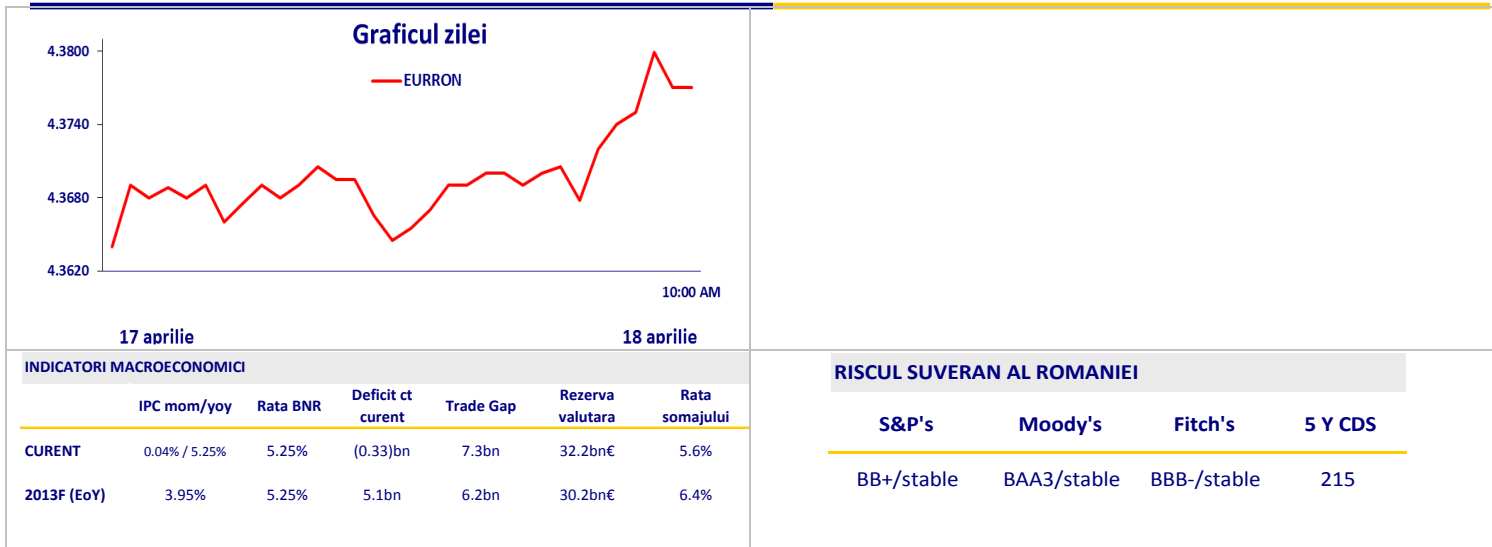 Graficul zilei
EURRON
4.3800
4.3740
4.3680
4.3620
10:00 AM
17 aprilie
18 aprilie
INDICATORI MACROECONOMICI
IPC mom/yoy Rata BNR Deficit ct curent Trade Gap Rezerva valutara Rata somajului
CURENT 0.04% / 5.25% 5.25% (0.33)bn 7.3bn 32.2bn€ 5.6%
2013F (EoY) 3.95% 5.25% 5.1bn 6.2bn 30.2bn€ 6.4%
RISCUL SUVERAN AL ROMANIEI
S&P's Moody's Fitch's 5 Y CDS
BB+/stable BAA3/stable BBB-/stable 215